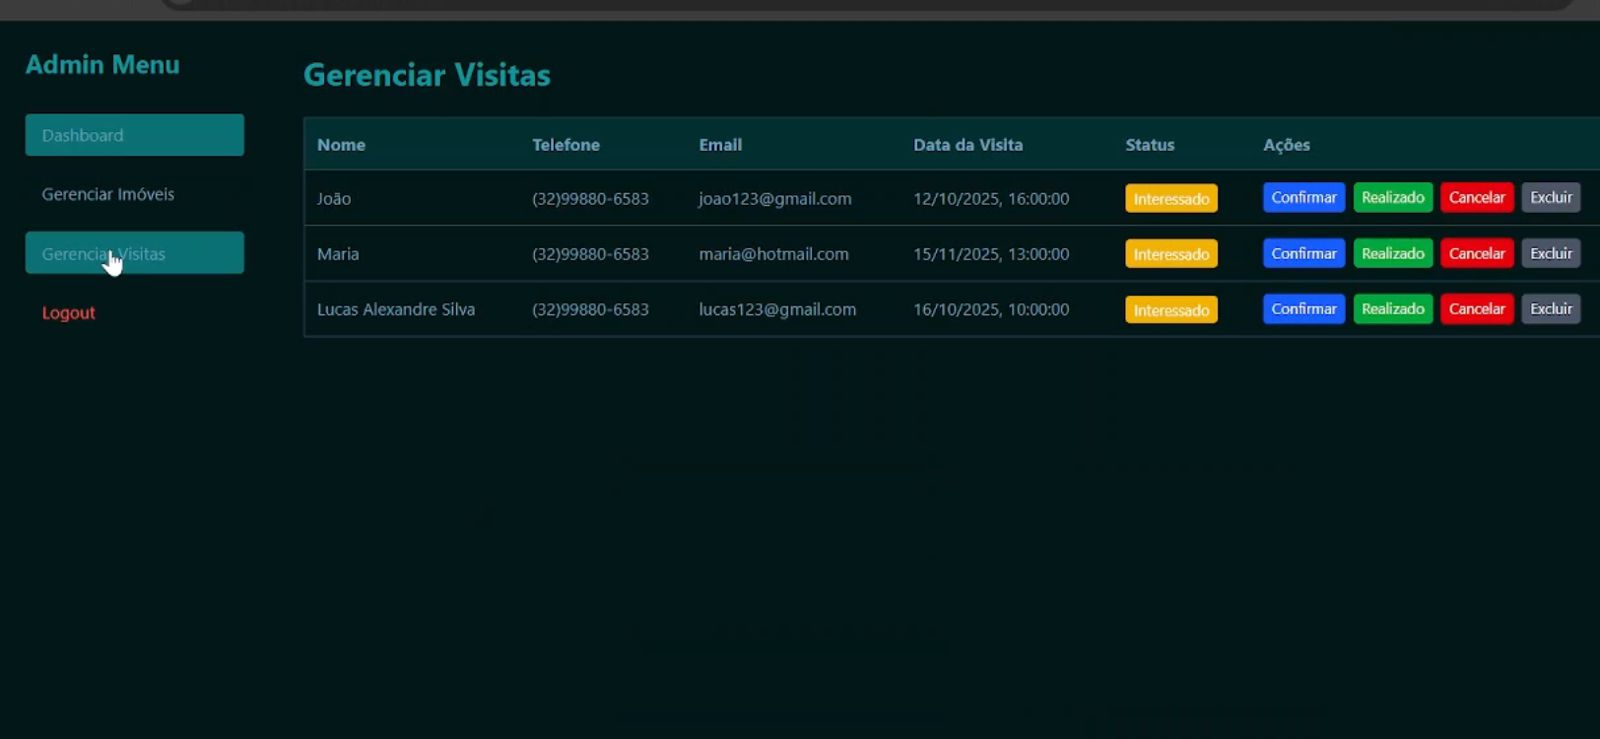 Admin Menu
Dashboard
Gerenciar Imóveis
Gerenciar Visitas
Logout
Gerenciar Visitas
Nome Telefone Email Data da Visita Status Ações
João (32)99880-6583 joao123@gmail.com 12/10/2025, 16:00:00 Interessado Confirmar Realizado Cancelar Excluir
Maria (32)99880-6583 maria@hotmail.com 15/11/2025, 13:00:00 Interessado Confirmar Realizado Cancelar Excluir
Lucas Alexandre Silva (32)99880-6583 lucas123@gmail.com 16/10/2025, 10:00:00 Interessado Confirmar Realizado Cancelar Excluir